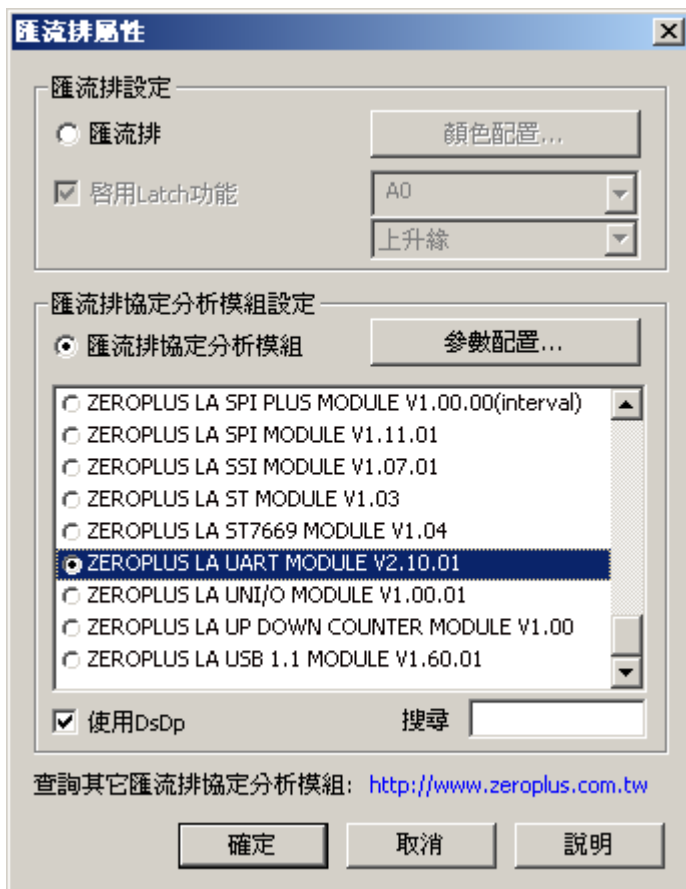 匯流排屬性
匯流排設定
匯流排
顏色配置...
啓用Latch功能
A0
上升緣
匯流排協定分析模組設定
匯流排協定分析模組
參數配置...
ZEROPLUS LA SPI PLUS MODULE V1.00.00(interval)
ZEROPLUS LA SPI MODULE V1.11.01
ZEROPLUS LA SSI MODULE V1.07.01
ZEROPLUS LA ST MODULE V1.03
ZEROPLUS LA ST7669 MODULE V1.04
ZEROPLUS LA UART MODULE V2.10.01
ZEROPLUS LA UNI/O MODULE V1.00.01
ZEROPLUS LA UP DOWN COUNTER MODULE V1.00
ZEROPLUS LA USB 1.1 MODULE V1.60.01
使用DsDp
搜尋
查詢其它匯流排協定分析模組: http://www.zeroplus.com.tw
確定
取消
說明